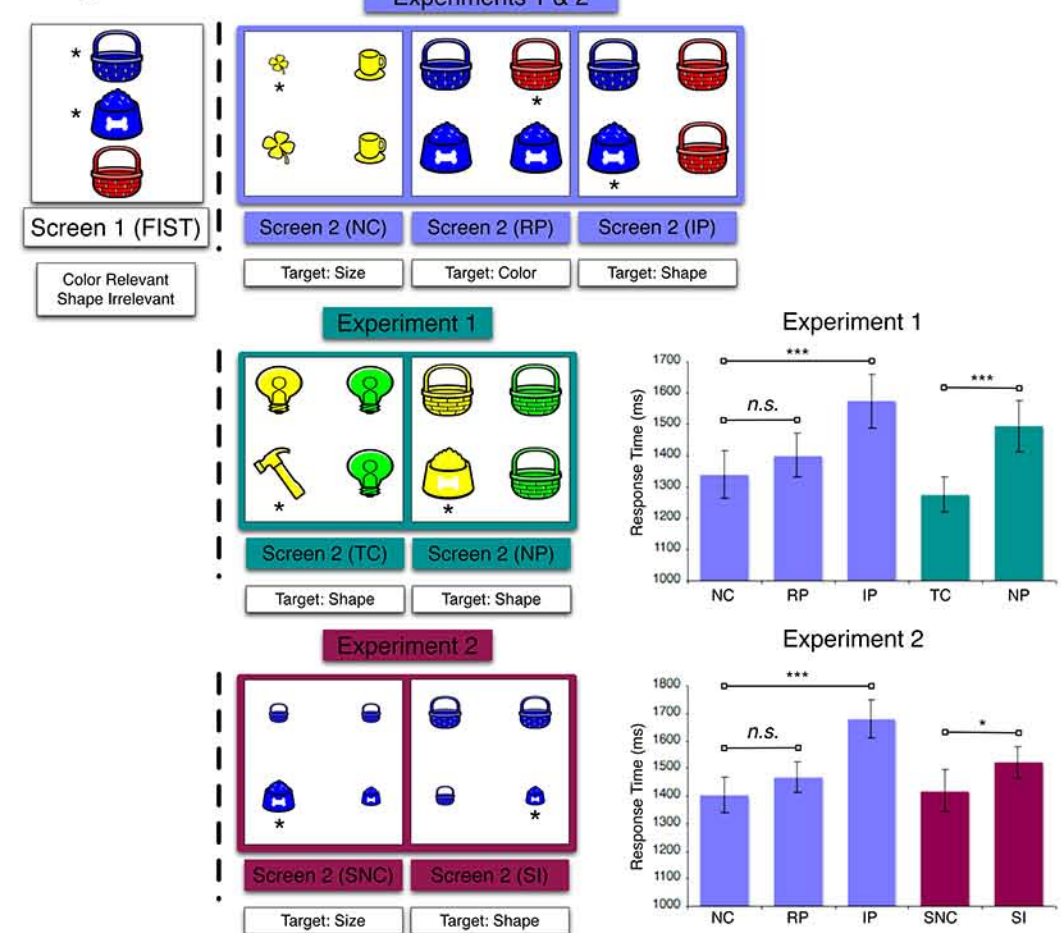 Experiments 1 & 2
*
*
Screen 1 (FIST)
Color Relevant
Shape Irrelevant
*
*
*
Screen 2 (NC)
Screen 2 (RP)
Screen 2 (IP)
Target: Size
Target: Color
Target: Shape
Experiment 1
*
*
Screen 2 (TC)
Screen 2 (NP)
Target: Shape
Target: Shape
Experiment 1
Response Time (ms)
1700
1600
1500
1400
1300
1200
1100
1000
***
n.s.
***
NC RP IP TC NP
Experiment 2
*
*
Screen 2 (SNC)
Screen 2 (SI)
Target: Size
Target: Shape
Experiment 2
Response Time (ms)
1800
1700
1600
1500
1400
1300
1200
1100
1000
***
n.s.
*
NC RP IP SNC SI